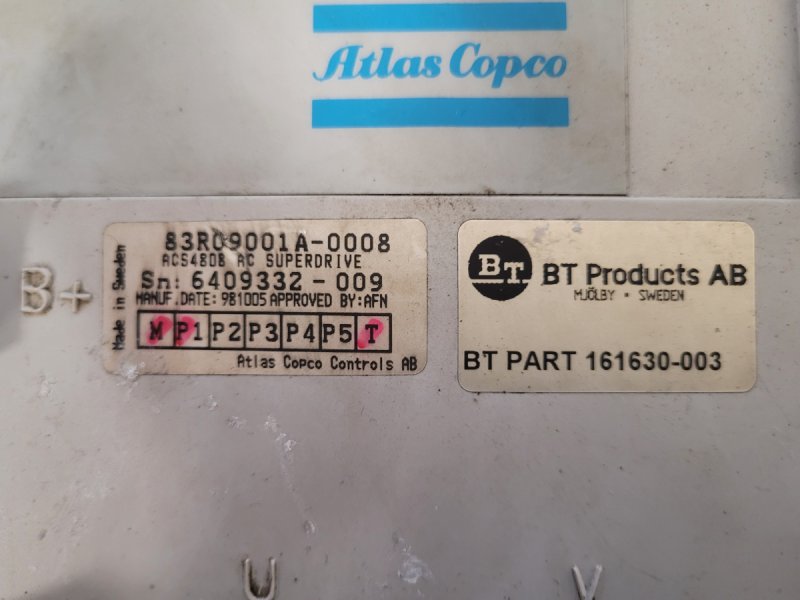 Atlas Copco
B+
Made in Sweden
83R09001A-0008
ACS4808 AC SUPERDRIVE
Sn: 6409332-009
MANUF.DATE: 981005 APPROVED BY: AFN
M P1 P2 P3 P4 P5 T
Atlas Copco Controls AB
BT
BT Products AB
MJÖLBY • SWEDEN
BT PART 161630-003
U
V